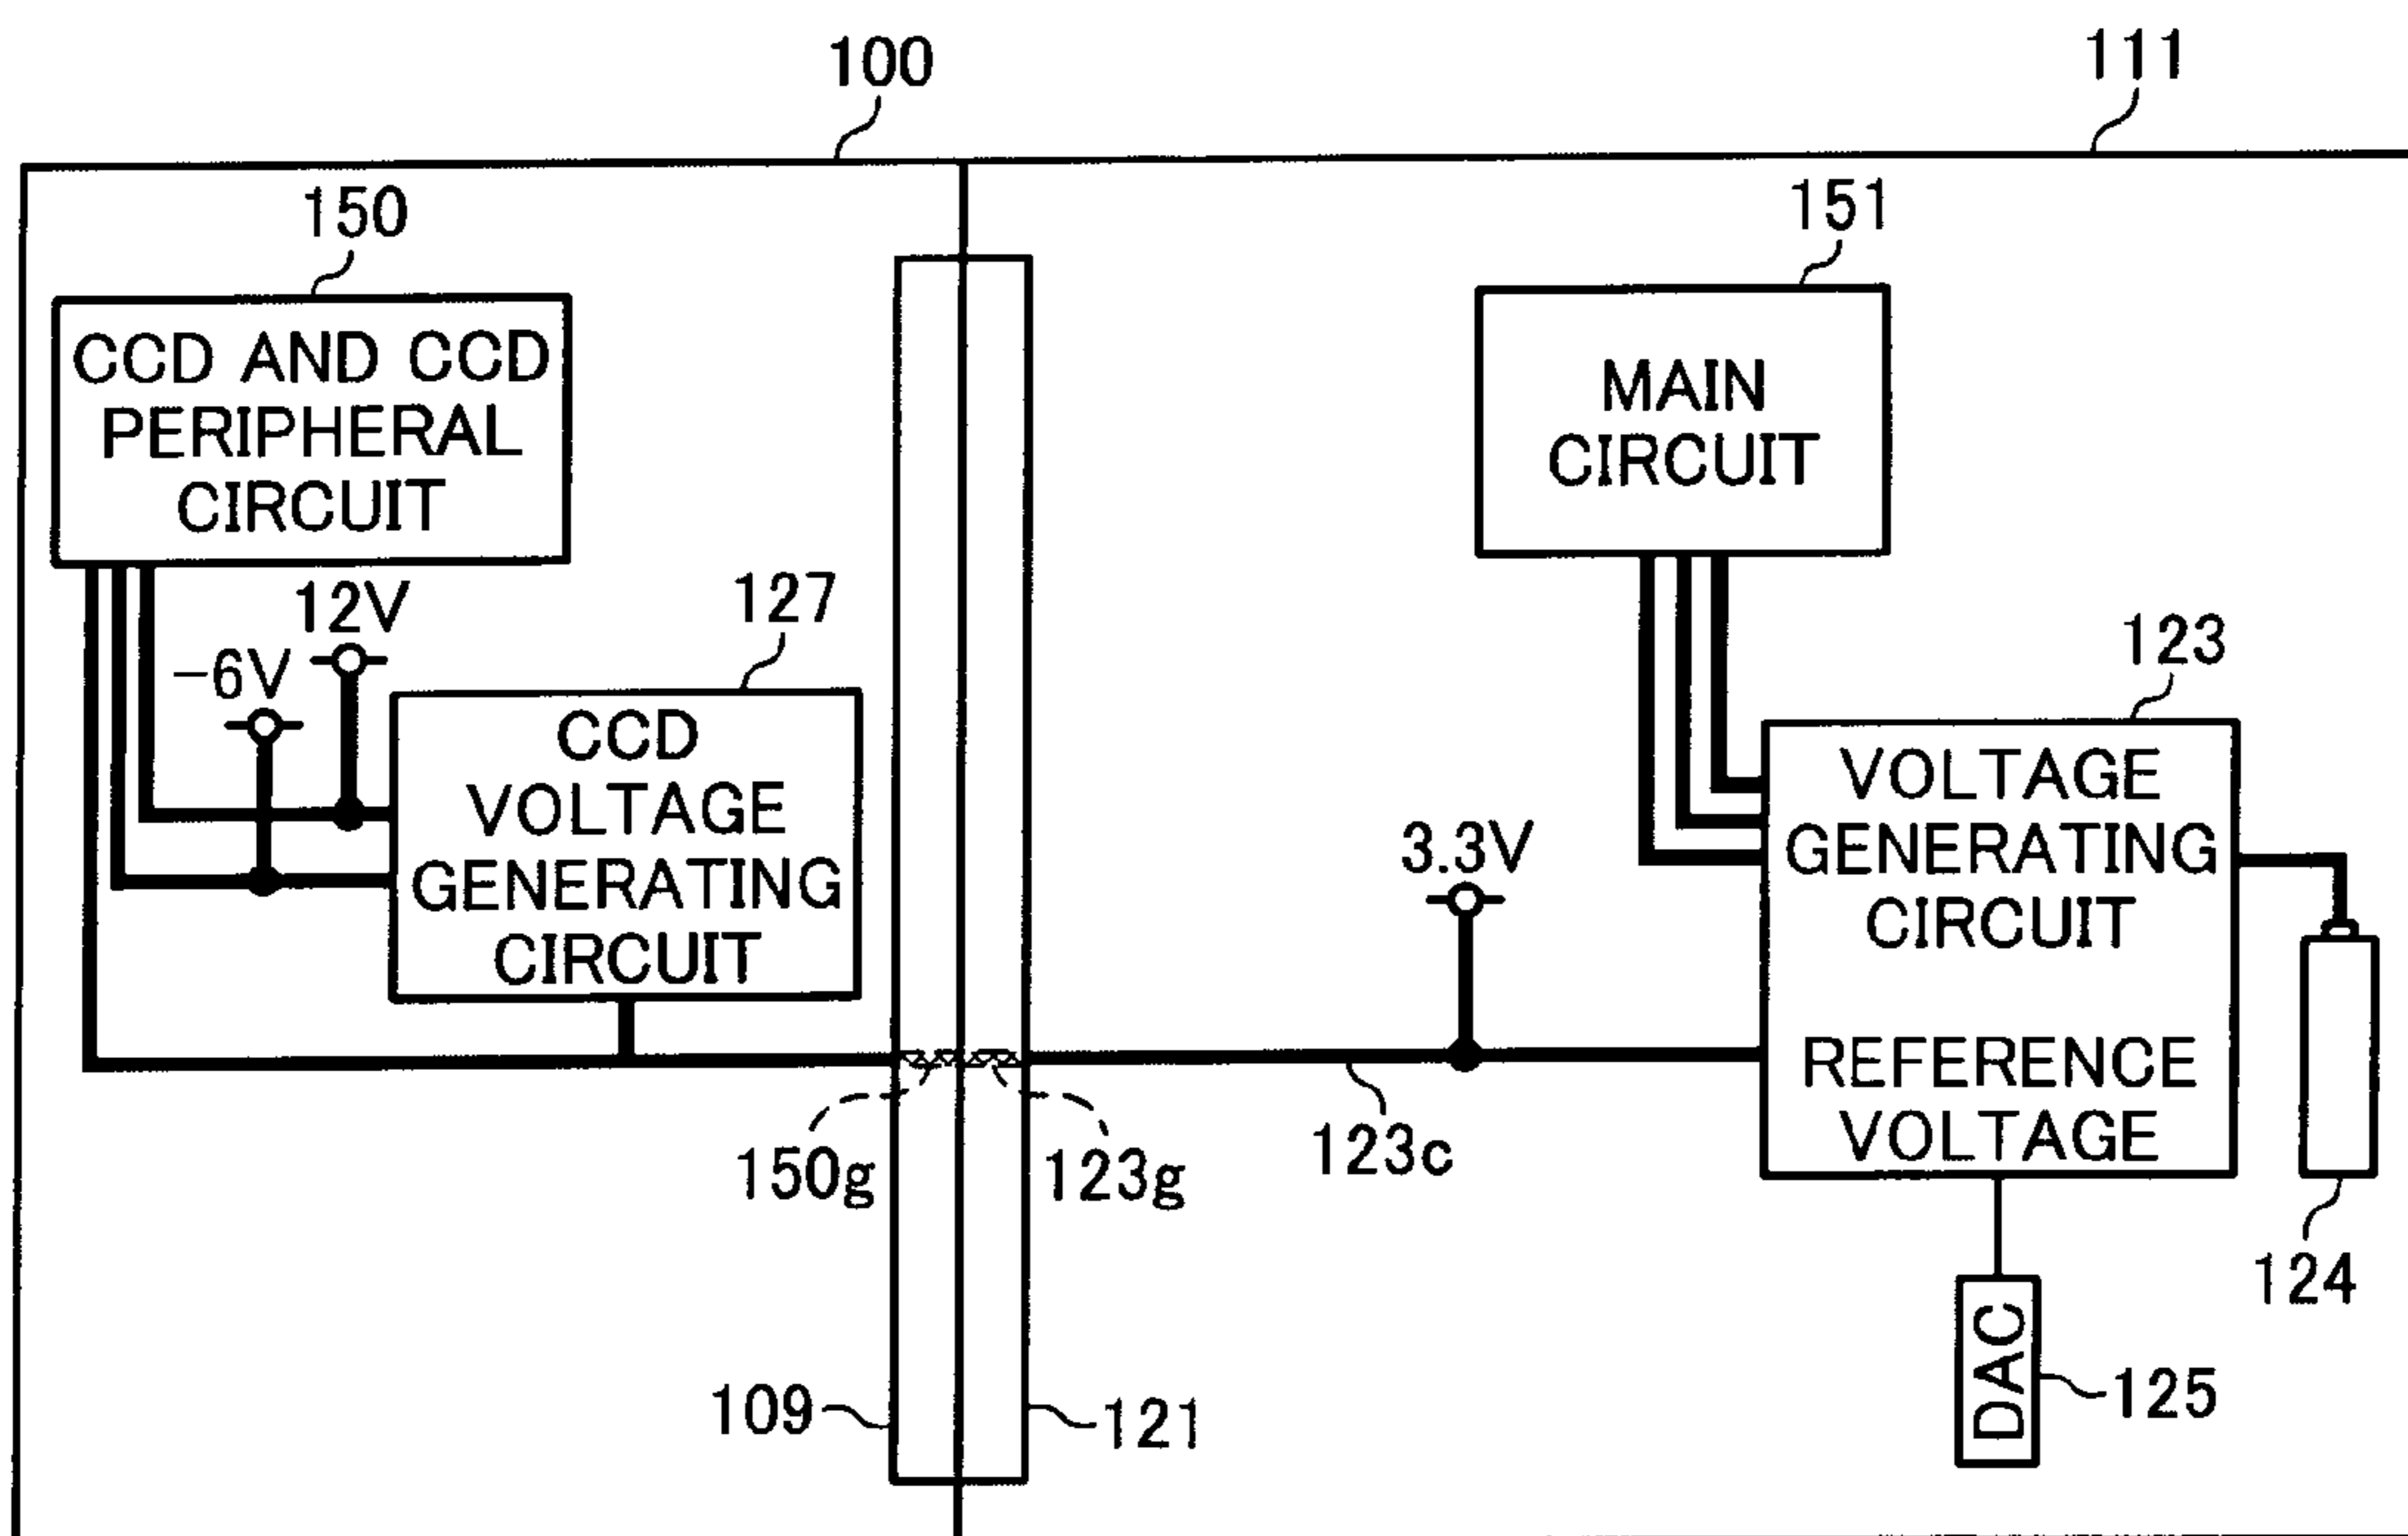 100
111
150
151
CCD AND CCD
PERIPHERAL
CIRCUIT
MAIN
CIRCUIT
12V
-6V
127
123
CCD
VOLTAGE
GENERATING
CIRCUIT
3.3V
VOLTAGE
GENERATING
CIRCUIT
REFERENCE
VOLTAGE
150g
123g
123c
124
DAC
125
109
121